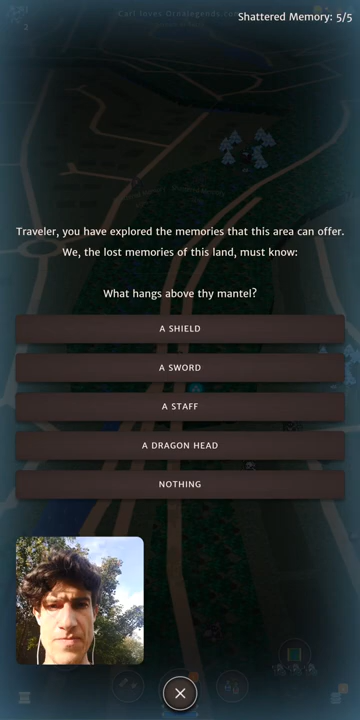 Shattered Memory: 5/5
Traveler, you have explored the memories that this area can offer.
We, the lost memories of this land, must know:
What hangs above thy mantel?
A SHIELD
A SWORD
A STAFF
A DRAGON HEAD
NOTHING